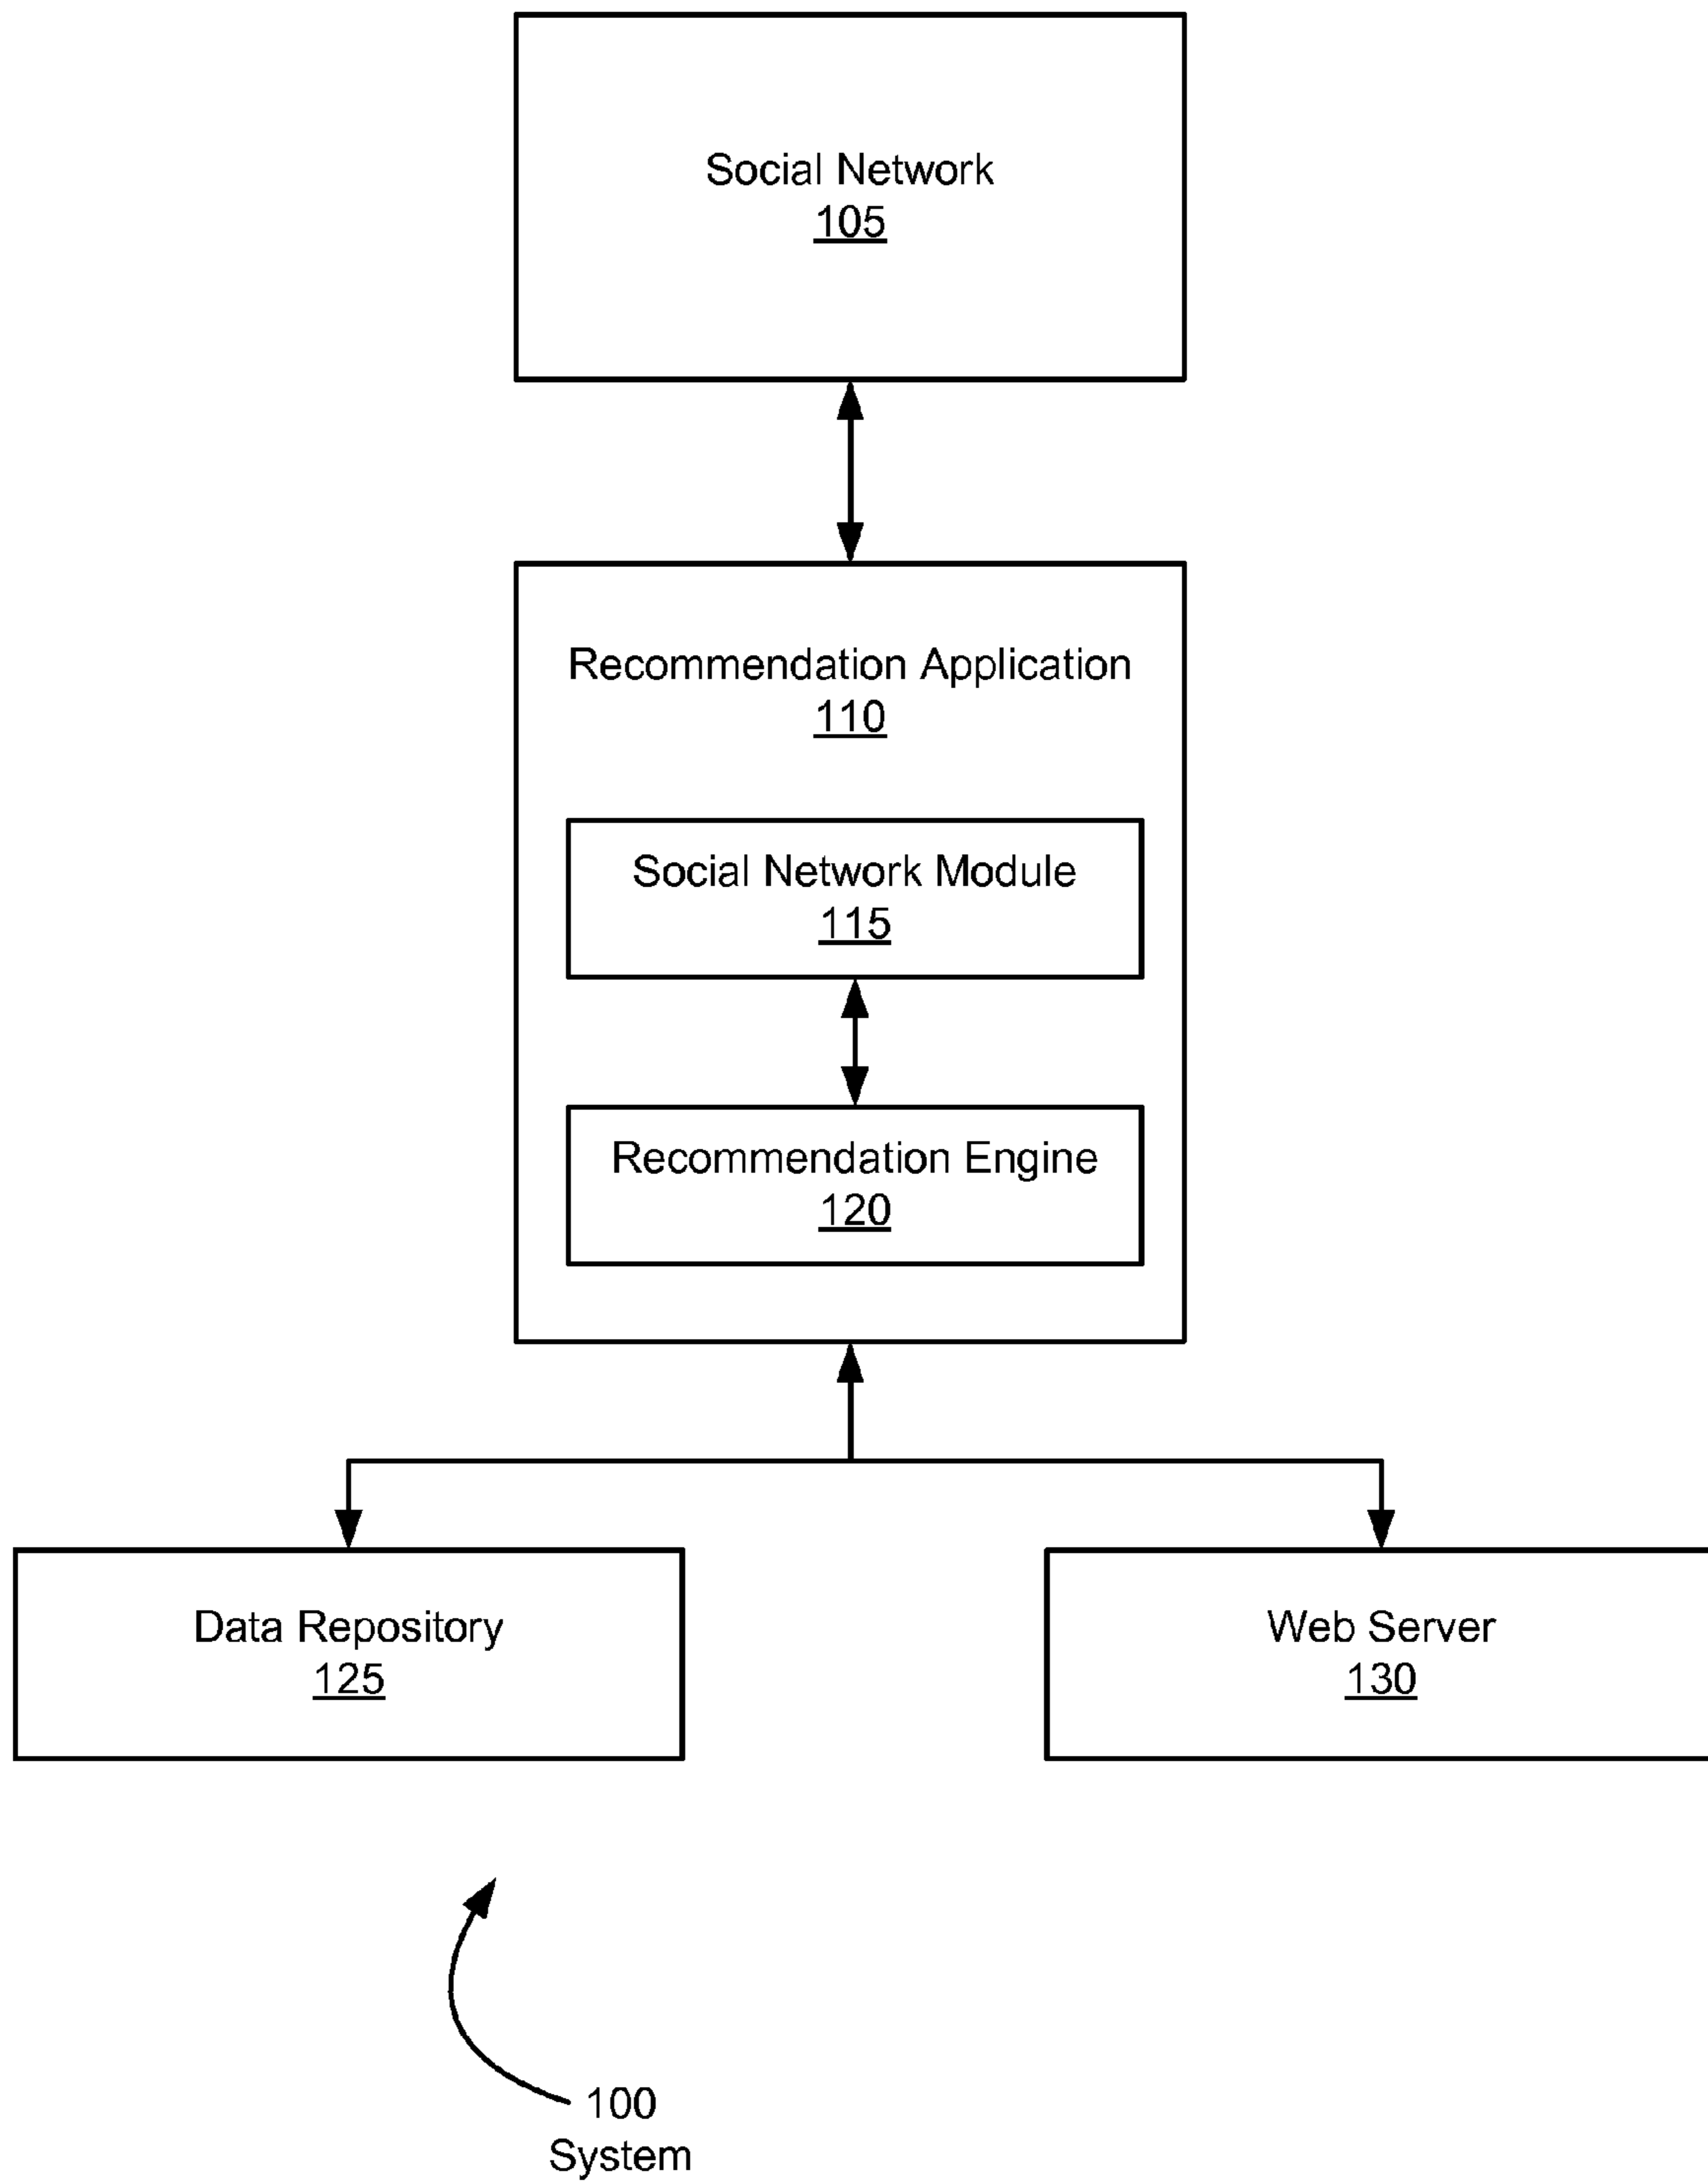 Social Network
105
Recommendation Application
110
Social Network Module
115
Recommendation Engine
120
Data Repository
125
Web Server
130
100
System